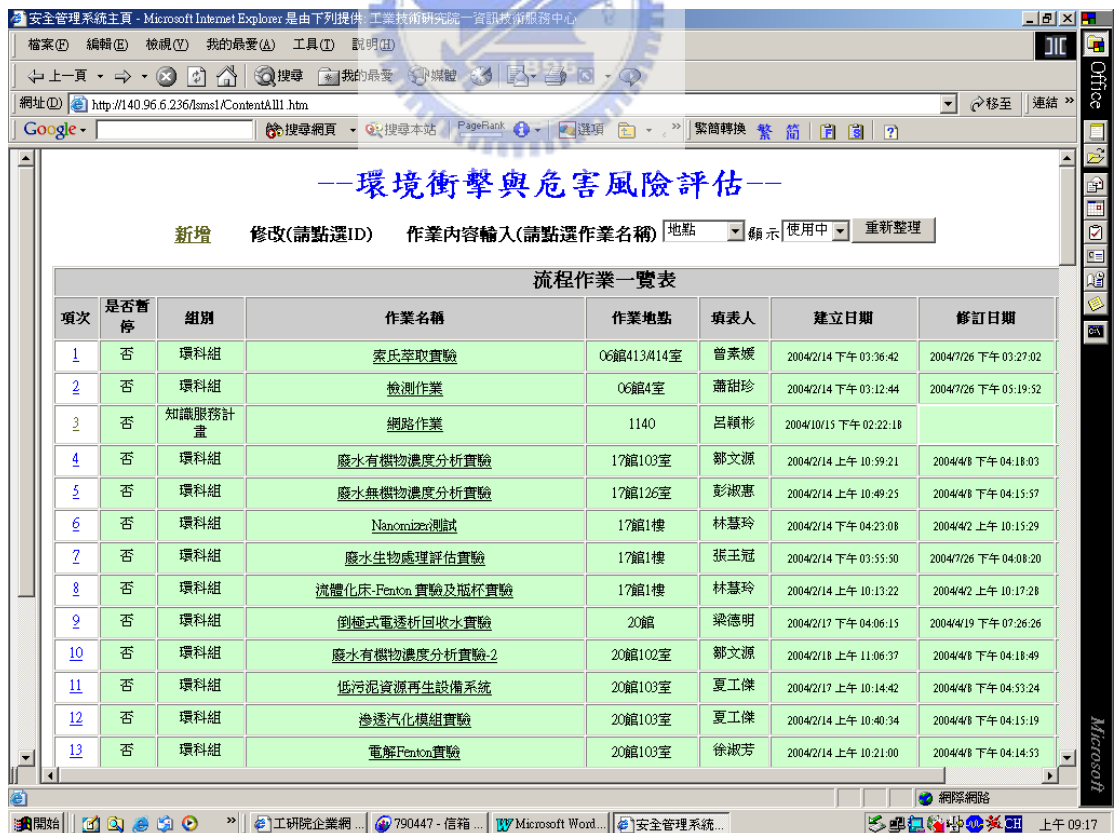 安全管理系統主頁 - Microsoft Internet Explorer 是由下列提供: 工業技術研究院－資訊技術服務中心
檔案(F) 編輯(E) 檢視(V) 我的最愛(A) 工具(T) 說明(H)
上一頁 搜尋 我的最愛 媒體
網址(D) http://140.96.6.236/lsms1/ContentAll1.htm 移至 連結 »
Google 搜尋網頁 搜尋本站 PageRank 選項 » 繁簡轉換 繁 简
--環境衝擊與危害風險評估--
新增 修改(請點選ID) 作業內容輸入(請點選作業名稱) 地點 顯示 使用中 重新整理
流程作業一覽表
項次 是否暫停 組別 作業名稱 作業地點 填表人 建立日期 修訂日期
1 否 環科組 索氏萃取實驗 06館413/414室 曾素媛 2004/2/14 下午 03:36:42 2004/7/26 下午 03:27:02
2 否 環科組 檢測作業 06館4室 蕭甜珍 2004/2/14 下午 03:12:44 2004/7/26 下午 05:19:52
3 否 知識服務計畫 網路作業 1140 呂穎彬 2004/10/15 下午 02:22:18
4 否 環科組 廢水有機物濃度分析實驗 17館103室 鄒文源 2004/2/14 上午 10:59:21 2004/4/8 下午 04:18:03
5 否 環科組 廢水無機物濃度分析實驗 17館126室 彭淑惠 2004/2/14 上午 10:49:25 2004/4/8 下午 04:15:57
6 否 環科組 Nanomizer測試 17館1樓 林慧玲 2004/2/14 下午 04:23:08 2004/4/2 上午 10:15:29
7 否 環科組 廢水生物處理評估實驗 17館1樓 張王冠 2004/2/14 下午 03:55:50 2004/7/26 下午 04:08:20
8 否 環科組 流體化床-Fenton 實驗及瓶杯實驗 17館1樓 林慧玲 2004/2/14 上午 10:13:22 2004/4/2 上午 10:17:28
9 否 環科組 倒極式電透析回收水實驗 20館 梁德明 2004/2/17 下午 04:06:15 2004/4/19 下午 07:26:26
10 否 環科組 廢水有機物濃度分析實驗-2 20館102室 鄒文源 2004/2/18 上午 11:06:37 2004/4/8 下午 04:18:49
11 否 環科組 低污泥資源再生設備系統 20館103室 夏工傑 2004/2/17 上午 10:14:42 2004/4/8 下午 04:53:24
12 否 環科組 滲透汽化模組實驗 20館103室 夏工傑 2004/2/14 上午 10:40:34 2004/4/8 下午 04:15:19
13 否 環科組 電解Fenton實驗 20館103室 徐淑芳 2004/2/14 上午 10:21:00 2004/4/8 下午 04:14:53
網際網路
開始 » 工研院企業網 ... 790447 - 信箱 ... Microsoft Word... 安全管理系統... CH 上午 09:17
Office
Microsoft
1896